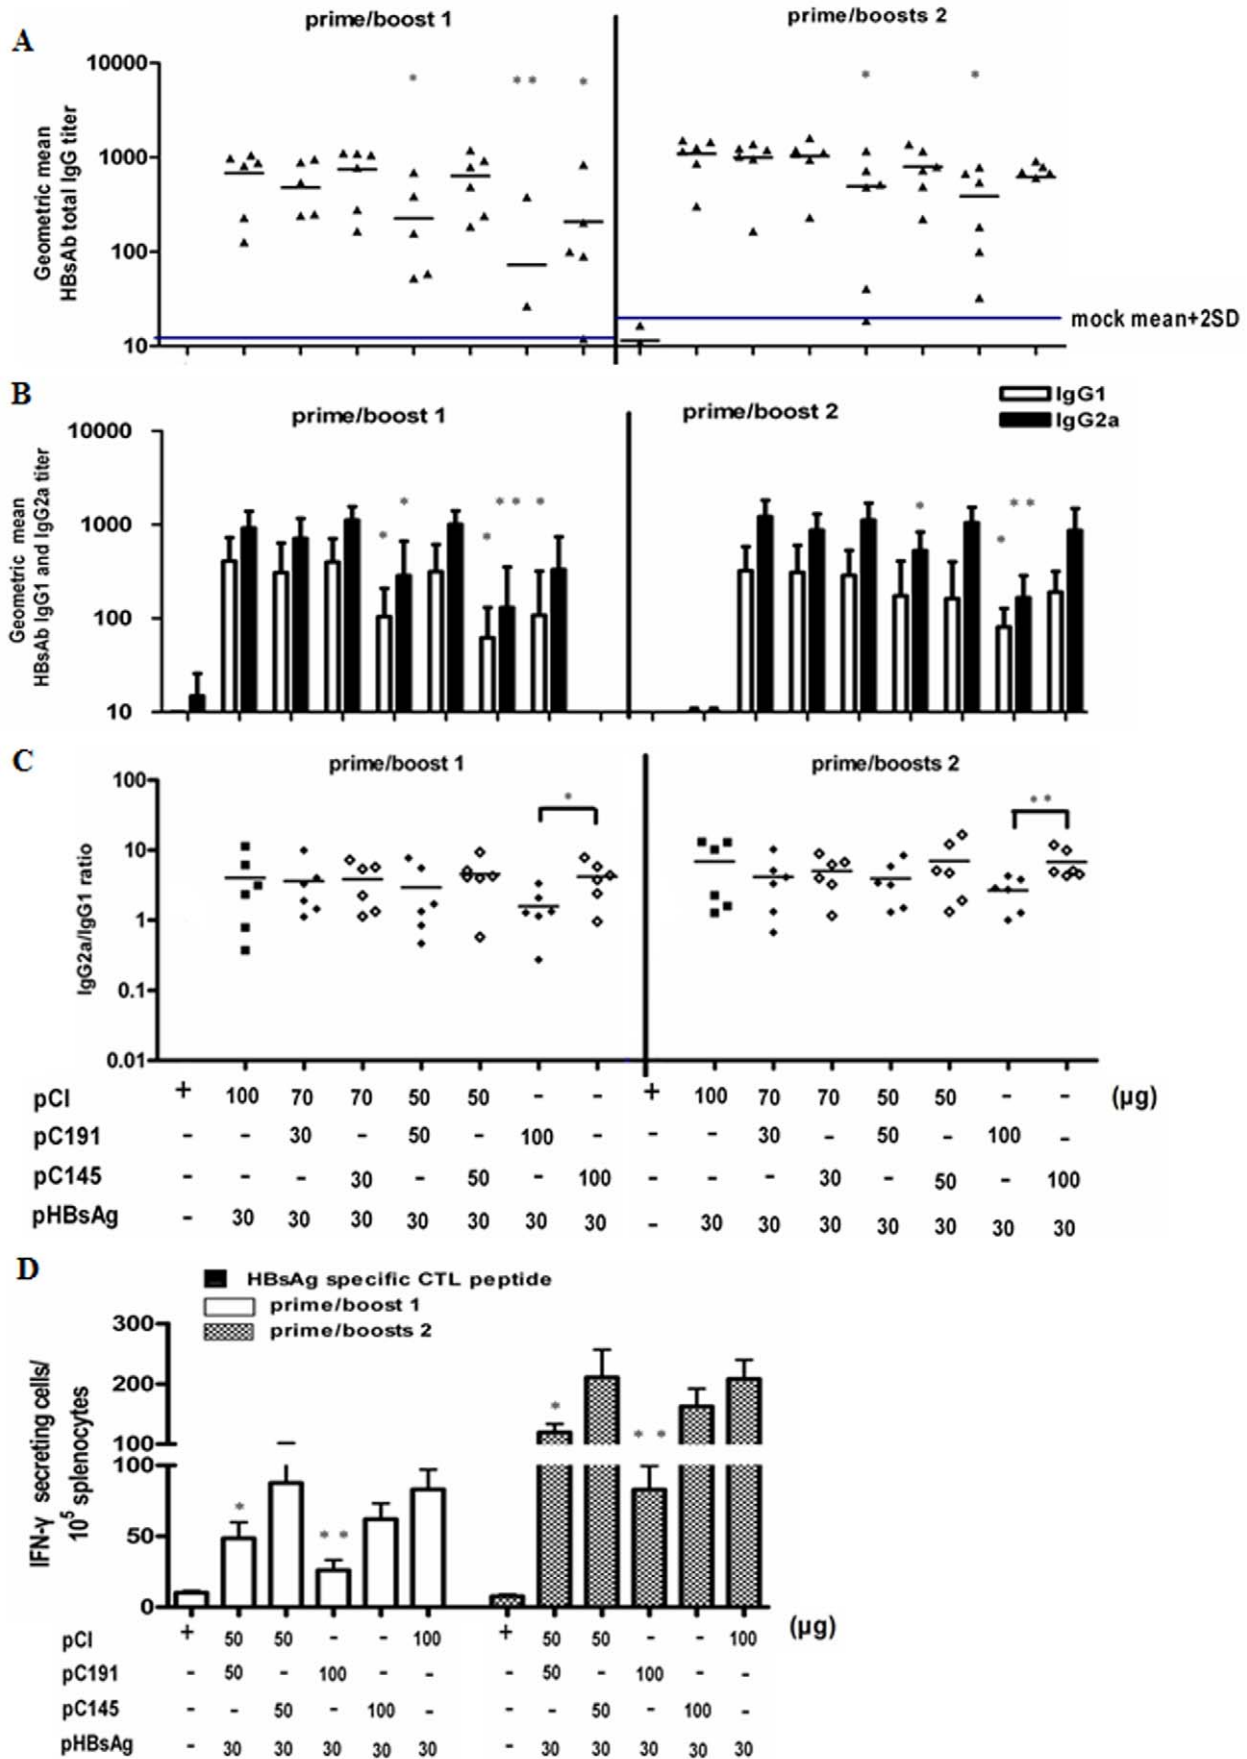 A
prime/boost 1
prime/boosts 2
Geometric mean
HBsAb total IgG titer
10000
* ** * * *
1000
100
10
mock mean+2SD
B
prime/boost 1
prime/boost 2
IgG1
IgG2a
Geometric mean
HBsAb IgG1 and IgG2a titer
10000
* * * ** * * * **
1000
100
10
C
prime/boost 1
prime/boosts 2
IgG2a/IgG1 ratio
100
* **
10
1
0.1
0.01
pCI + 100 70 70 50 50 - - + 100 70 70 50 50 - - (µg)
pC191 - - 30 - 50 - 100 - - - 30 - 50 - 100 -
pC145 - - - 30 - 50 - 100 - - - 30 - 50 - 100
pHBsAg - 30 30 30 30 30 30 30 - 30 30 30 30 30 30 30
D
HBsAg specific CTL peptide
prime/boost 1
prime/boosts 2
IFN-γ secreting cells/
10⁵ splenocytes
300
200
100
100
50
0
* ** * **
pCI + 50 50 - - 100 + 50 50 - - 100 (µg)
pC191 - 50 - 100 - - - 50 - 100 - -
pC145 - - 50 - 100 - - - 50 - 100 -
pHBsAg - 30 30 30 30 30 - 30 30 30 30 30